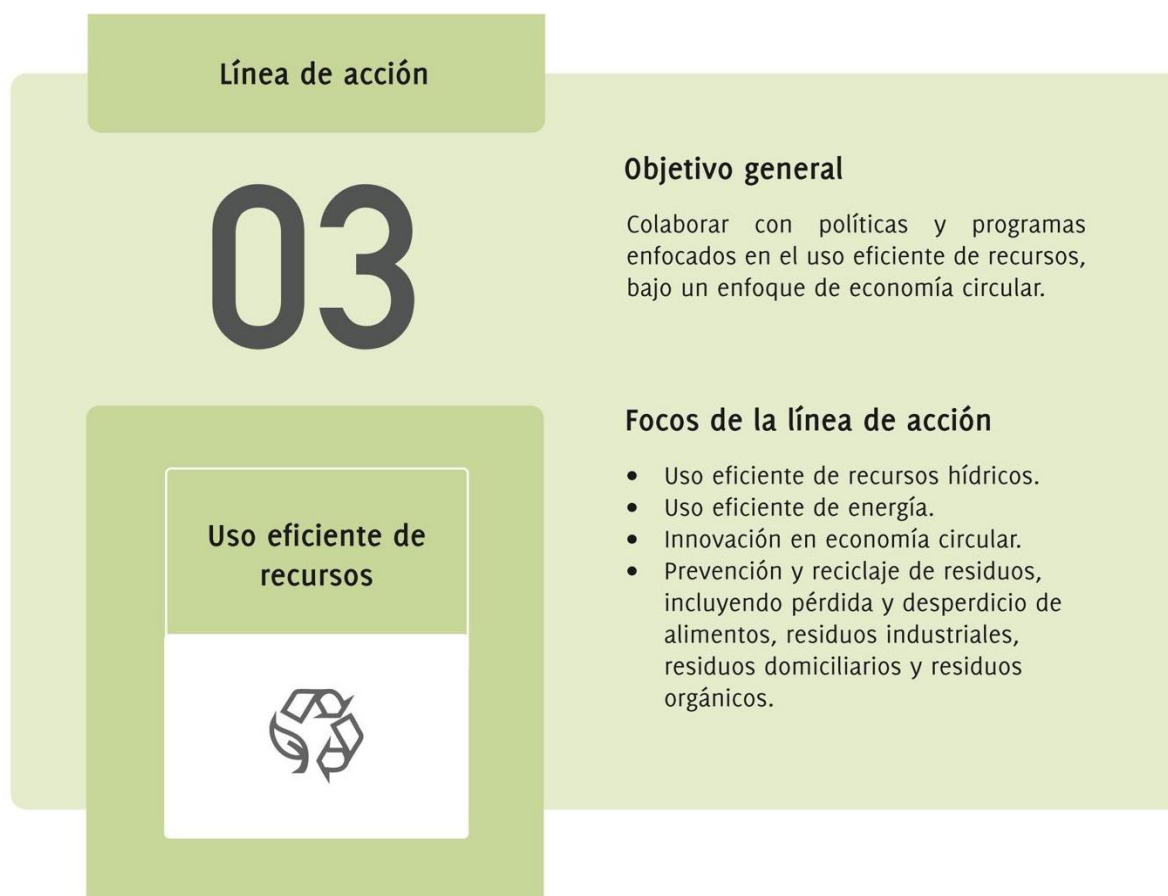 Línea de acción
03
Uso eficiente de
recursos
Objetivo general
Colaborar con políticas y programas
enfocados en el uso eficiente de recursos,
bajo un enfoque de economía circular.
Focos de la línea de acción
• Uso eficiente de recursos hídricos.
• Uso eficiente de energía.
• Innovación en economía circular.
• Prevención y reciclaje de residuos,
incluyendo pérdida y desperdicio de
alimentos, residuos industriales,
residuos domiciliarios y residuos
orgánicos.